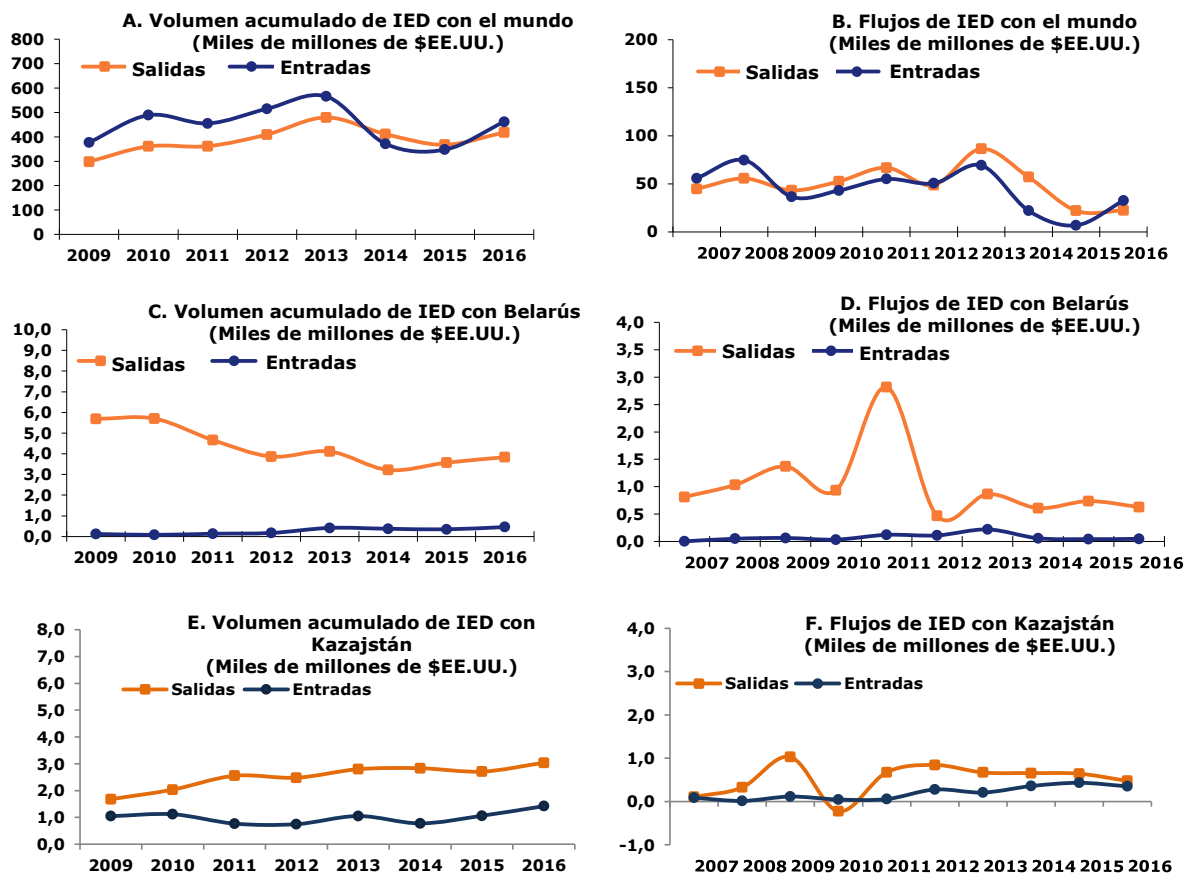 A. Volumen acumulado de IED con el mundo
(Miles de millones de $EE.UU.)
800
700
600
500
400
300
200
100
0
Salidas
Entradas
2009 2010 2011 2012 2013 2014 2015 2016
B. Flujos de IED con el mundo
(Miles de millones de $EE.UU.)
200
150
100
50
0
Salidas
Entradas
2007 2008 2009 2010 2011 2012 2013 2014 2015 2016
C. Volumen acumulado de IED con Belarús
(Miles de millones de $EE.UU.)
10,0
9,0
8,0
7,0
6,0
5,0
4,0
3,0
2,0
1,0
0,0
Salidas
Entradas
2009 2010 2011 2012 2013 2014 2015 2016
D. Flujos de IED con Belarús
(Miles de millones de $EE.UU.)
4,0
3,5
3,0
2,5
2,0
1,5
1,0
0,5
0,0
Salidas
Entradas
2007 2008 2009 2010 2011 2012 2013 2014 2015 2016
E. Volumen acumulado de IED con
Kazajstán
(Miles de millones de $EE.UU.)
8,0
7,0
6,0
5,0
4,0
3,0
2,0
1,0
0,0
Salidas
Entradas
2009 2010 2011 2012 2013 2014 2015 2016
F. Flujos de IED con Kazajstán
(Miles de millones de $EE.UU.)
4,0
3,0
2,0
1,0
0,0
-1,0
Salidas
Entradas
2007 2008 2009 2010 2011 2012 2013 2014 2015 2016